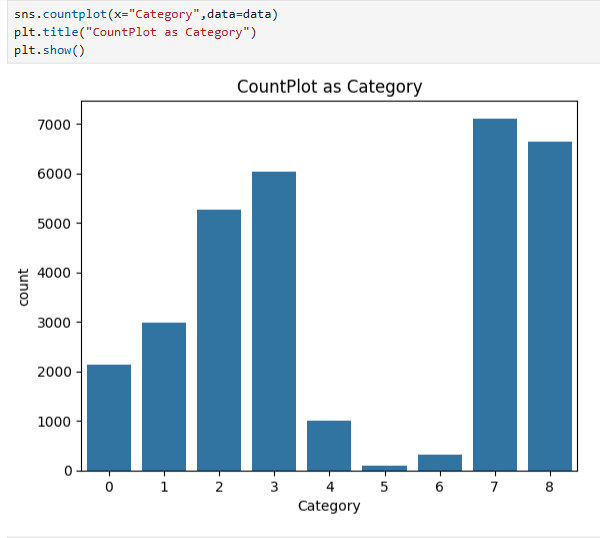 sns.countplot(x="Category",data=data)
plt.title("CountPlot as Category")
plt.show()
CountPlot as Category
7000
6000
5000
4000
3000
2000
1000
0
count
0 1 2 3 4 5 6 7 8
Category